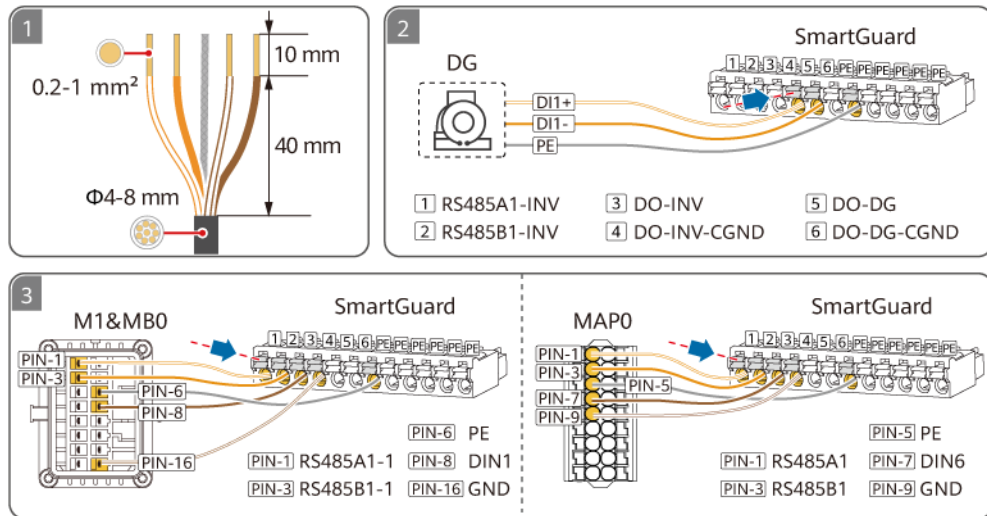 1
10 mm
0.2-1 mm²
40 mm
Φ4-8 mm
2
SmartGuard
DG
1 2 3 4 5 6 PE PE PE PE PE PE
DI1+
DI1-
PE
1 RS485A1-INV
3 DO-INV
5 DO-DG
2 RS485B1-INV
4 DO-INV-CGND
6 DO-DG-CGND
3
M1&MB0
SmartGuard
1 2 3 4 5 6 PE PE PE PE PE PE
PIN-1
PIN-3
PIN-6
PIN-8
PIN-16
PIN-6 PE
PIN-1 RS485A1-1
PIN-8 DIN1
PIN-3 RS485B1-1
PIN-16 GND
MAP0
SmartGuard
1 2 3 4 5 6 PE PE PE PE PE PE
PIN-1
PIN-3
PIN-5
PIN-7
PIN-9
PIN-5 PE
PIN-1 RS485A1
PIN-7 DIN6
PIN-3 RS485B1
PIN-9 GND